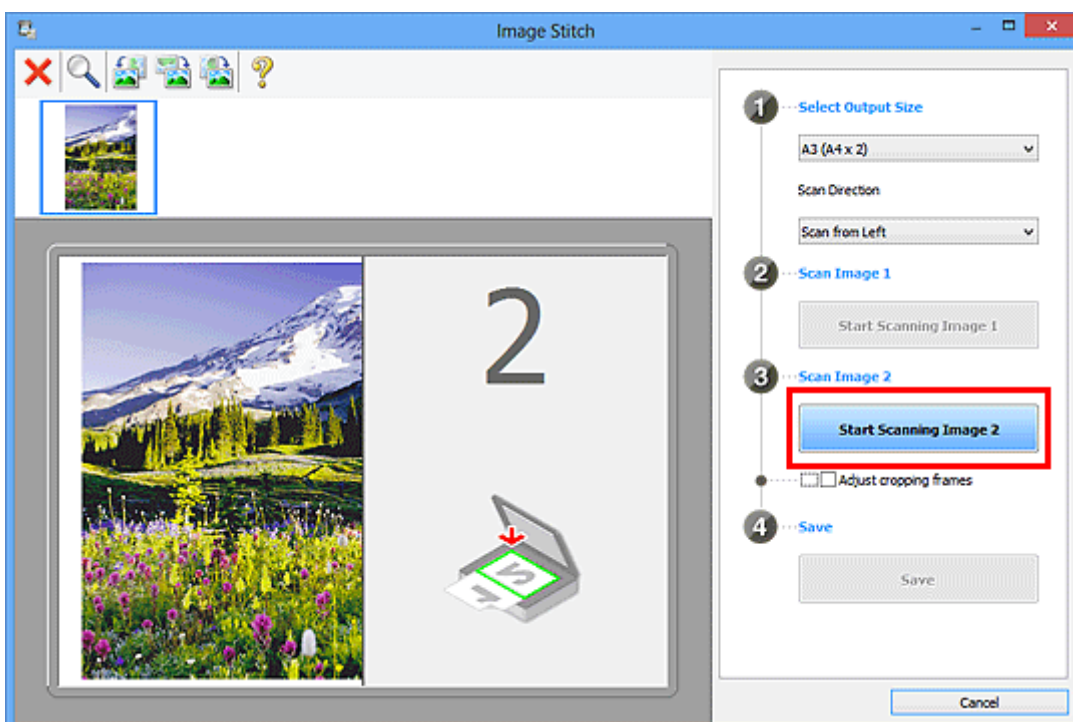 Image Stitch
1 Select Output Size
A3 (A4 x 2)
Scan Direction
Scan from Left
2 Scan Image 1
Start Scanning Image 1
3 Scan Image 2
Start Scanning Image 2
Adjust cropping frames
4 Save
Save
Cancel
2